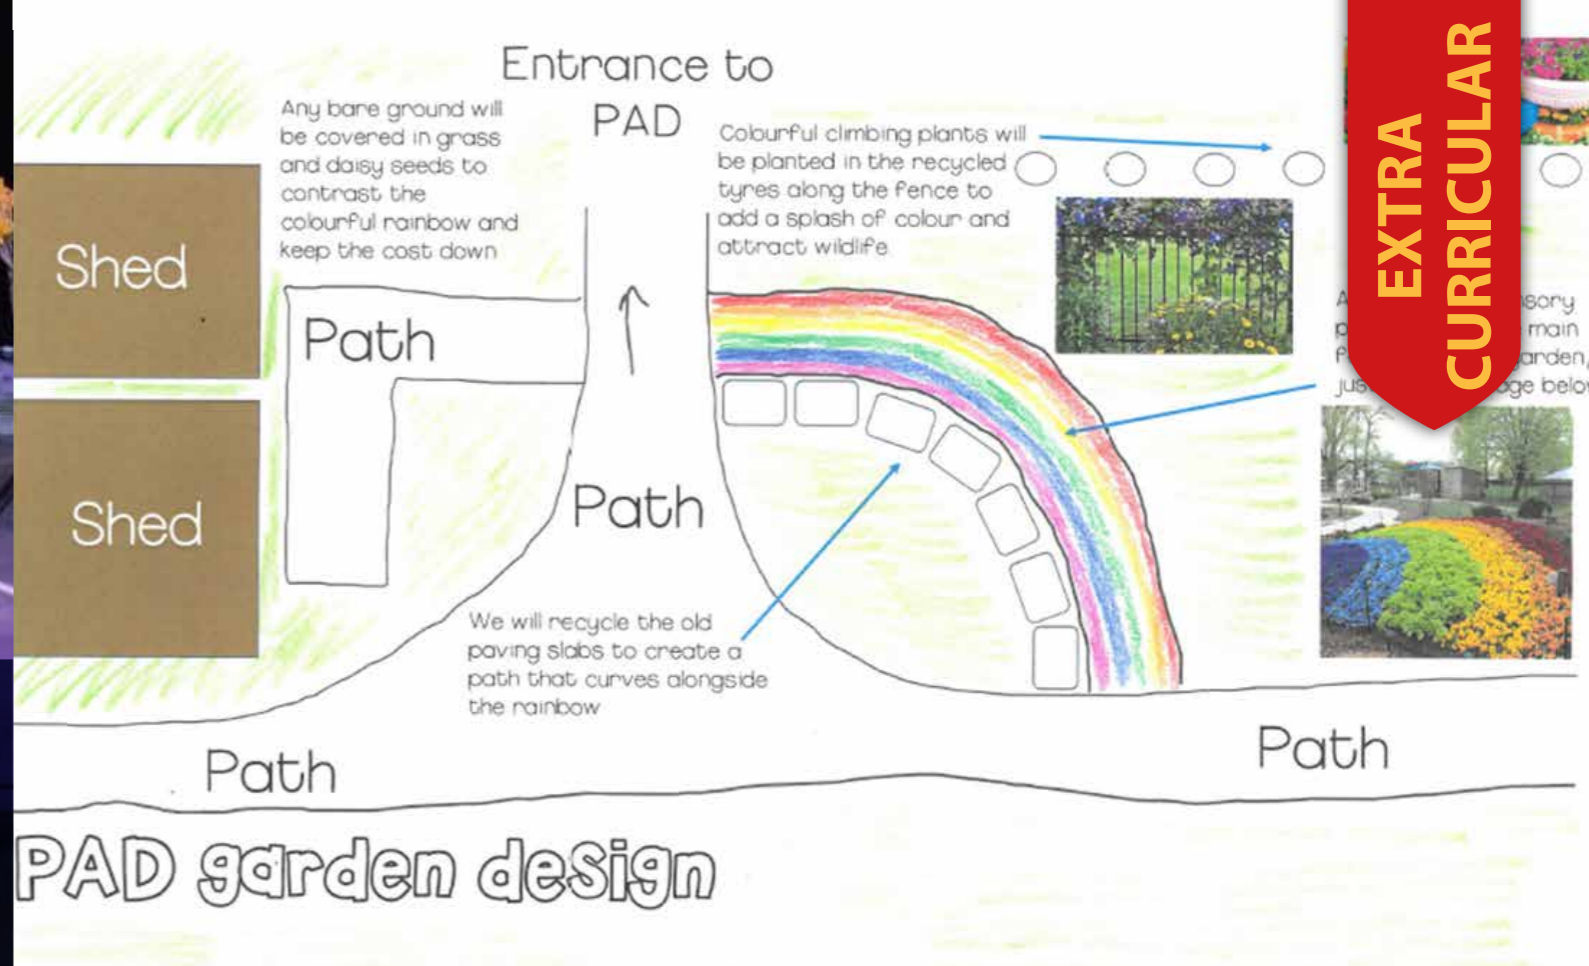 Entrance to
PAD
Any bare ground will
be covered in grass
and daisy seeds to
contrast the
colourful rainbow and
keep the cost down
Colourful climbing plants will
be planted in the recycled
tyres along the fence to
add a splash of colour and
attract wildlife
EXTRA
CURRICULAR
main
Shed
Path
Shed
Path
We will recycle the old
paving slabs to create a
path that curves alongside
the rainbow
Path
Path
PAD garden design